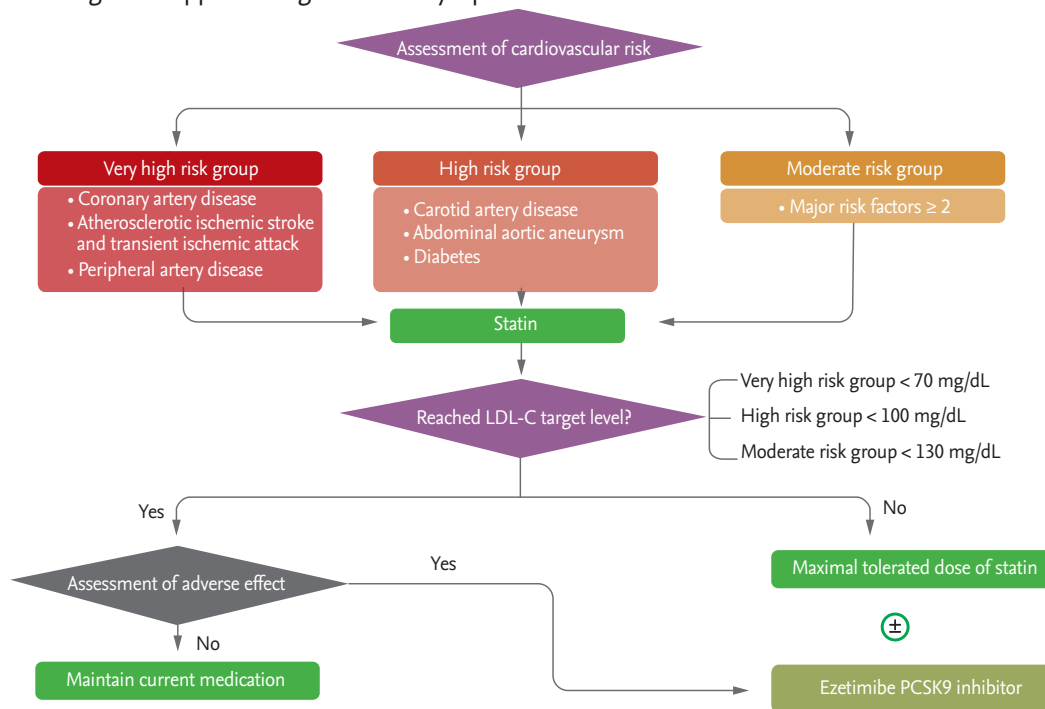 Assessment of cardiovascular risk
Very high risk group
• Coronary artery disease
• Atherosclerotic ischemic stroke
and transient ischemic attack
• Peripheral artery disease
High risk group
• Carotid artery disease
• Abdominal aortic aneurysm
• Diabetes
Moderate risk group
• Major risk factors ≥ 2
Statin
Reached LDL-C target level?
Very high risk group < 70 mg/dL
High risk group < 100 mg/dL
Moderate risk group < 130 mg/dL
Yes
No
Assessment of adverse effect
Yes
Maximal tolerated dose of statin
±
No
Maintain current medication
Ezetimibe PCSK9 inhibitor